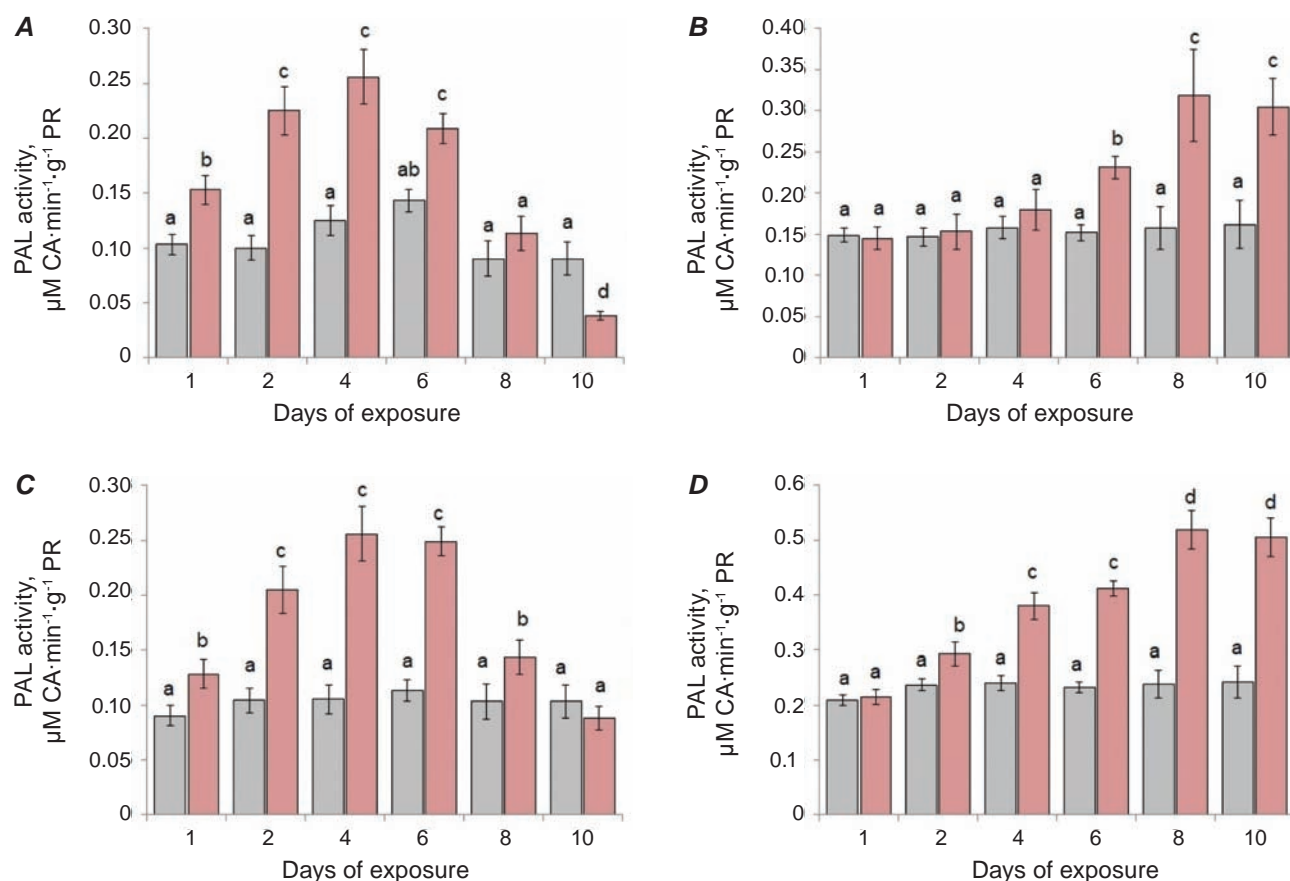 A
PAL activity,
µM CA·min⁻¹·g⁻¹ PR
0.30
0.25
0.20
0.15
0.10
0.05
0
a
b
a
c
a
c
ab
c
a
a
a
d
1 2 4 6 8 10
Days of exposure
B
PAL activity,
µM CA·min⁻¹·g⁻¹ PR
0.40
0.35
0.30
0.25
0.20
0.15
0.10
0.05
0
a
a
a
a
a
a
a
b
a
c
a
c
1 2 4 6 8 10
Days of exposure
C
PAL activity,
µM CA·min⁻¹·g⁻¹ PR
0.30
0.25
0.20
0.15
0.10
0.05
0
a
b
a
c
a
c
a
c
a
b
a
a
1 2 4 6 8 10
Days of exposure
D
PAL activity,
µM CA·min⁻¹·g⁻¹ PR
0.6
0.5
0.4
0.3
0.2
0.1
0
a
a
a
b
a
c
a
c
a
d
a
d
1 2 4 6 8 10
Days of exposure